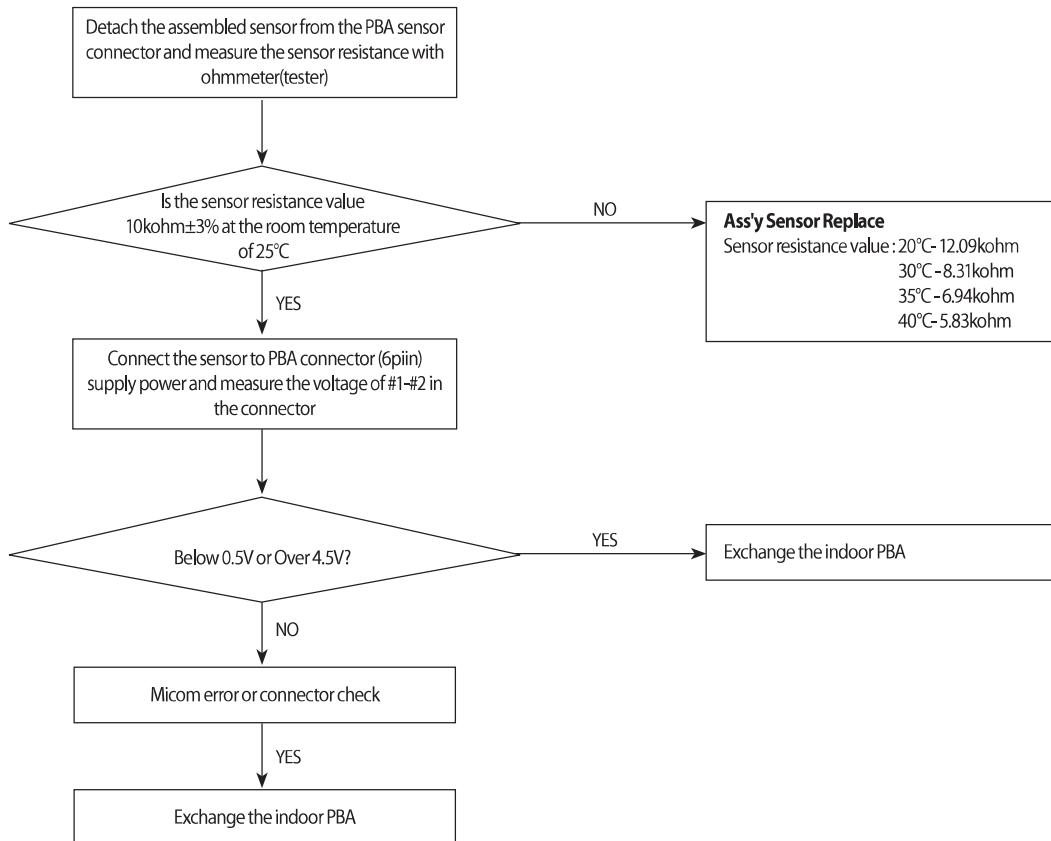 Detach the assembled sensor from the PBA sensor
connector and measure the sensor resistance with
ohmmeter(tester)
Is the sensor resistance value
10kohm±3% at the room temperature
of 25°C
NO
Ass'y Sensor Replace
Sensor resistance value : 20°C- 12.09kohm
30°C - 8.31kohm
35°C - 6.94kohm
40°C- 5.83kohm
YES
Connect the sensor to PBA connector (6piin)
supply power and measure the voltage of #1-#2 in
the connector
Below 0.5V or Over 4.5V?
YES
Exchange the indoor PBA
NO
Micom error or connector check
YES
Exchange the indoor PBA